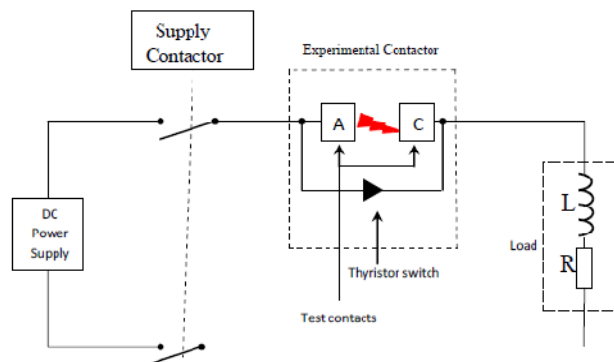 Supply
Contactor
Experimental Contactor
A
C
DC
Power
Supply
L
Load
R
Thyristor switch
Test contacts